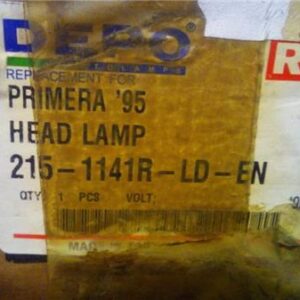 DEPO®
REPLACEMENT FOR
R
PRIMERA '95
HEAD LAMP
215-1141R-LD-EN
QTY 1 PCS VOLT: